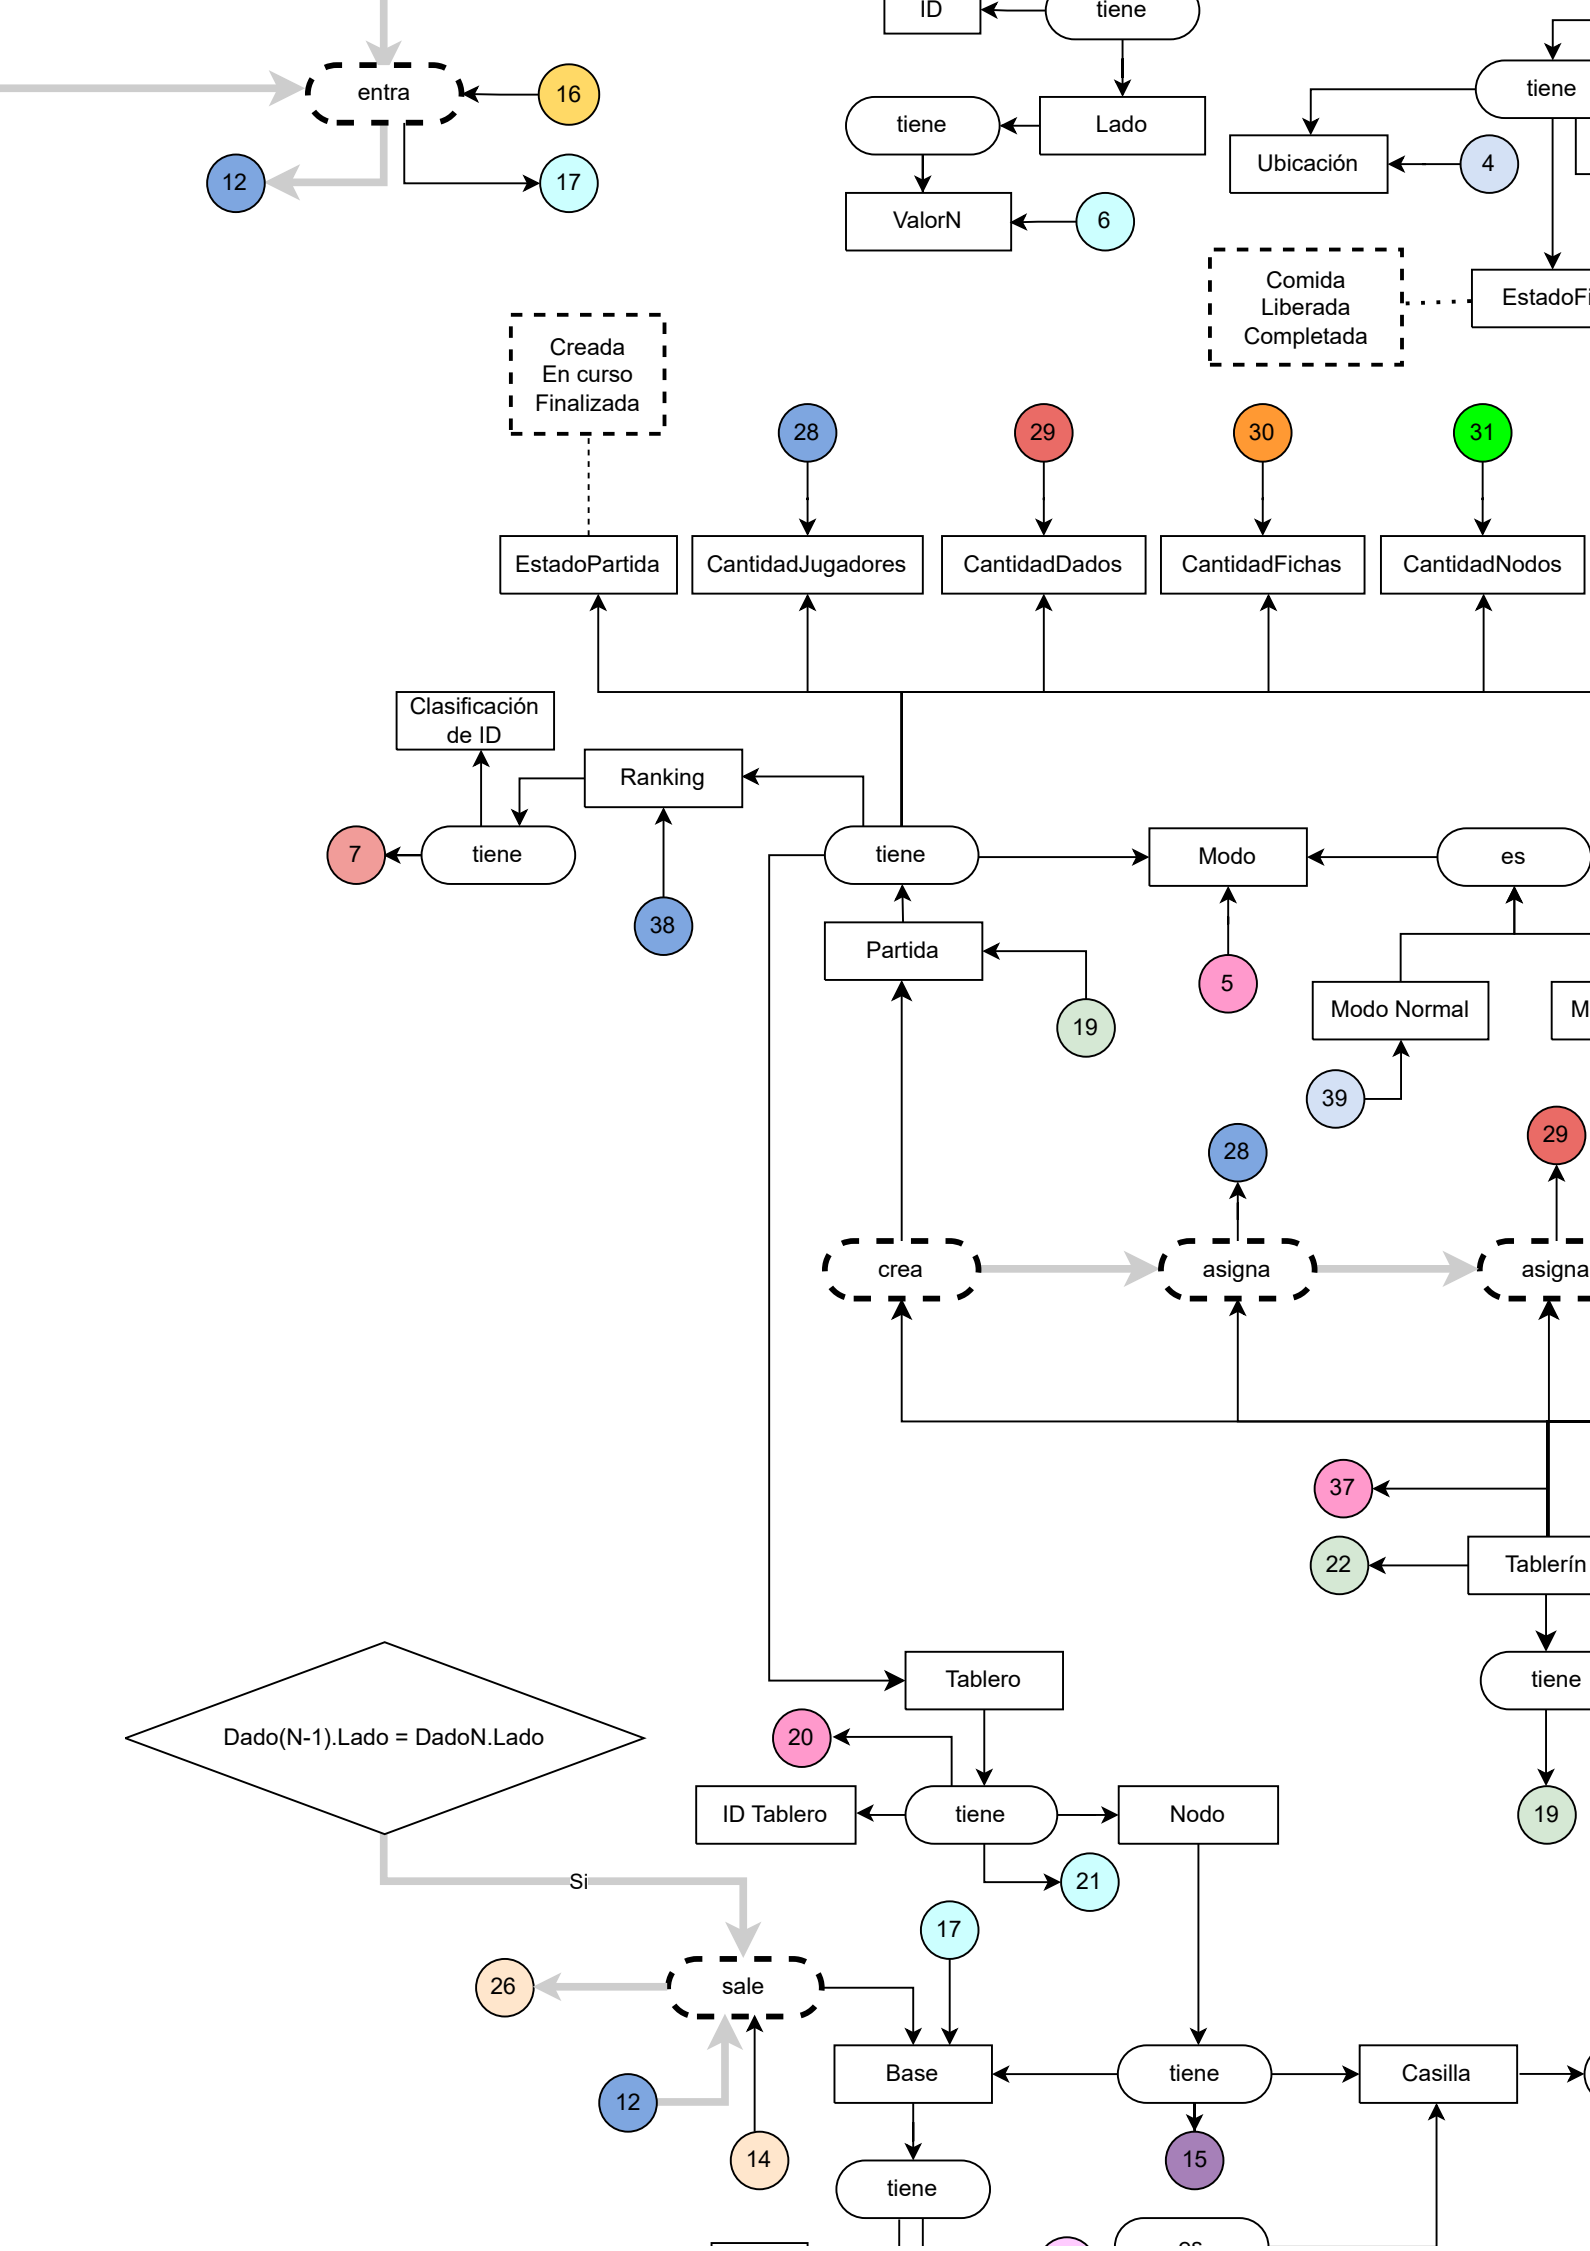 ID
tiene
entra
16
12
17
tiene
Lado
ValorN
6
tiene
Ubicación
4
Comida
Liberada
Completada
EstadoFi
Creada
En curso
Finalizada
28
29
30
31
EstadoPartida
CantidadJugadores
CantidadDados
CantidadFichas
CantidadNodos
Clasificación
de ID
Ranking
7
tiene
38
tiene
Modo
es
Partida
5
19
Modo Normal
M
39
28
29
crea
asigna
asigna
37
22
Tablerín
tiene
19
Dado(N-1).Lado = DadoN.Lado
Si
Tablero
20
ID Tablero
tiene
Nodo
21
17
26
sale
12
14
Base
tiene
Casilla
15
tiene
es